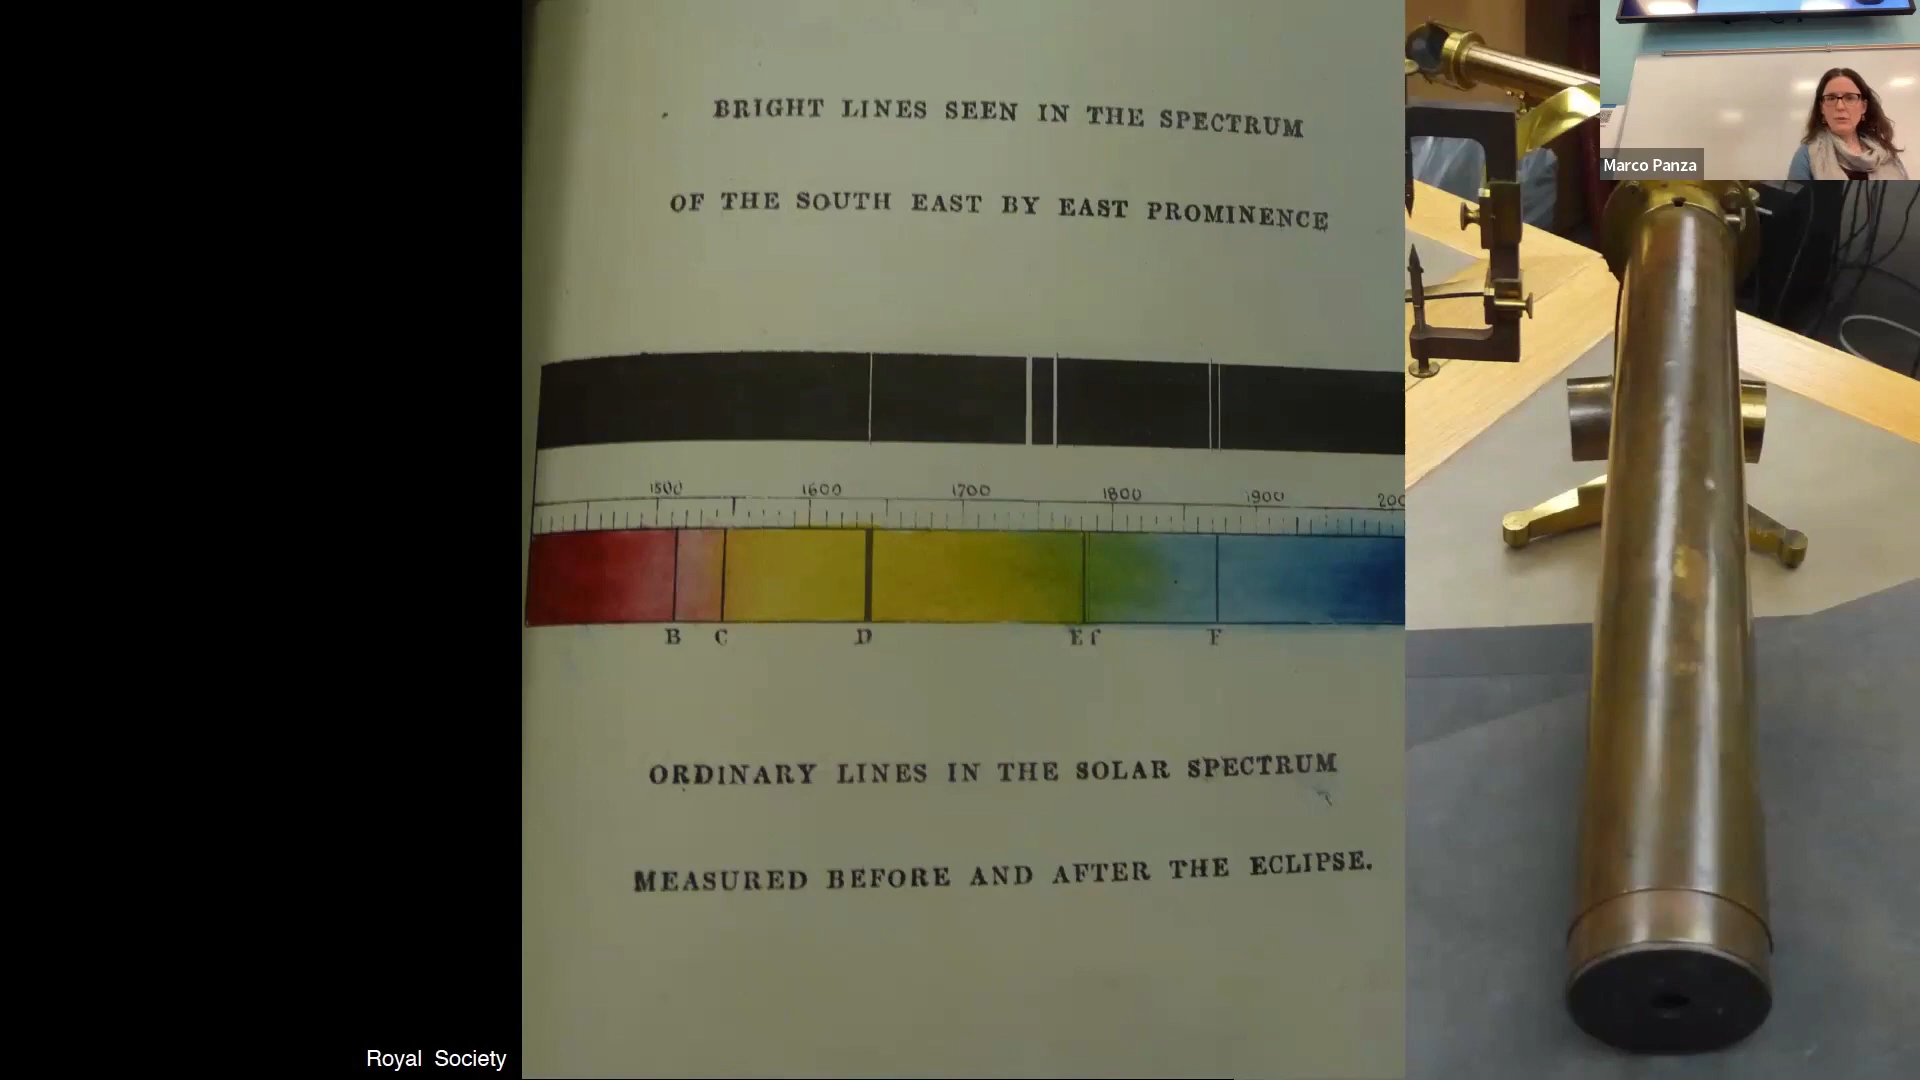 BRIGHT LINES SEEN IN THE SPECTRUM
OF THE SOUTH EAST BY EAST PROMINENCE
1500 1600 1700 1800 1900 200
B C D E f F
ORDINARY LINES IN THE SOLAR SPECTRUM
MEASURED BEFORE AND AFTER THE ECLIPSE.
Royal Society
Marco Panza